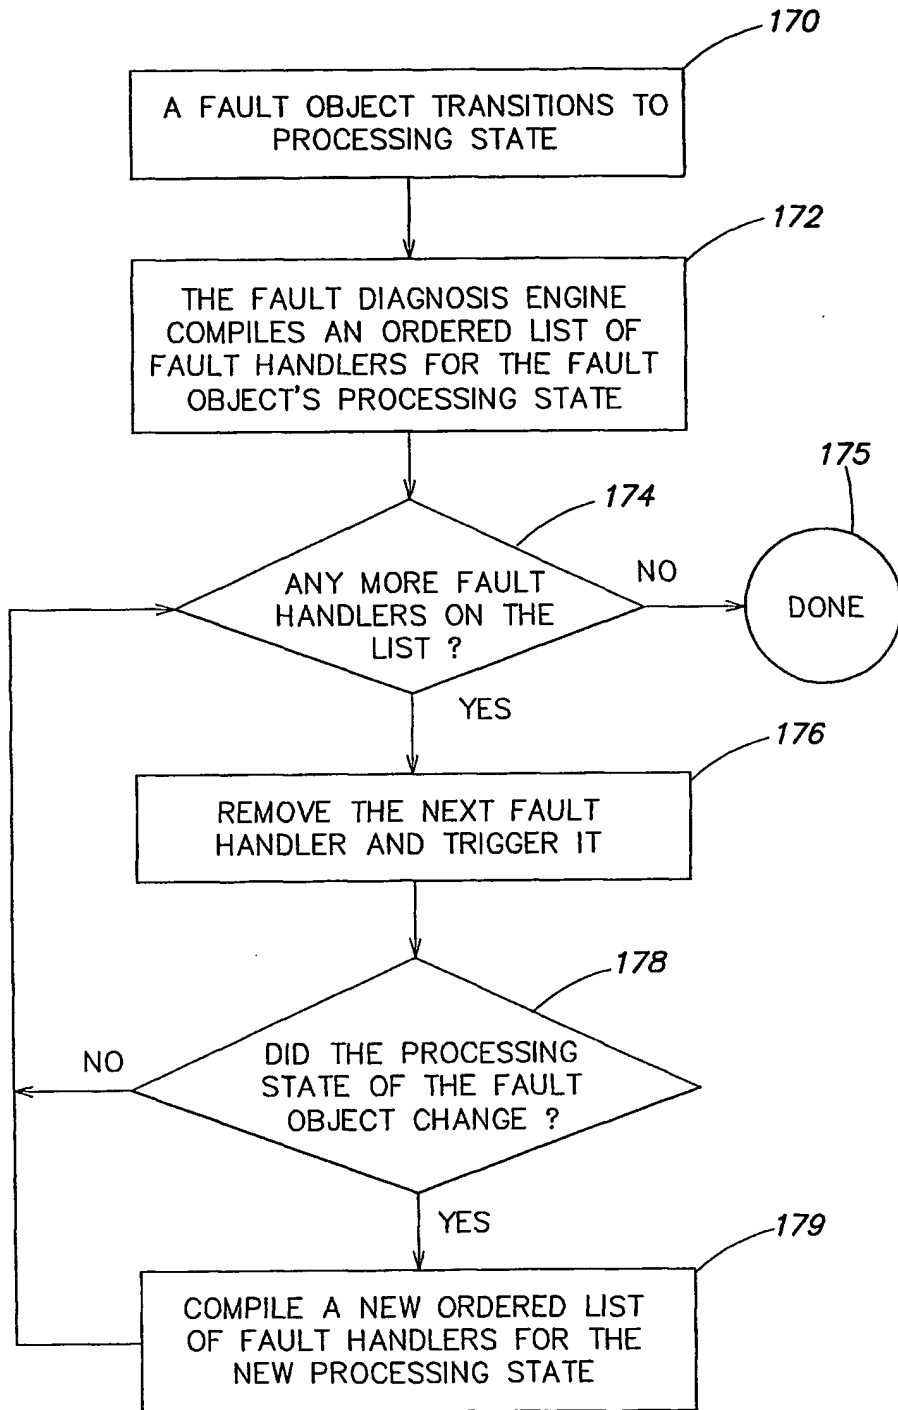 170
A FAULT OBJECT TRANSITIONS TO
PROCESSING STATE
172
THE FAULT DIAGNOSIS ENGINE
COMPILES AN ORDERED LIST OF
FAULT HANDLERS FOR THE FAULT
OBJECT'S PROCESSING STATE
174
175
ANY MORE FAULT
HANDLERS ON THE
LIST ?
NO
DONE
YES
176
REMOVE THE NEXT FAULT
HANDLER AND TRIGGER IT
178
DID THE PROCESSING
STATE OF THE FAULT
OBJECT CHANGE ?
NO
YES
179
COMPILE A NEW ORDERED LIST
OF FAULT HANDLERS FOR THE
NEW PROCESSING STATE